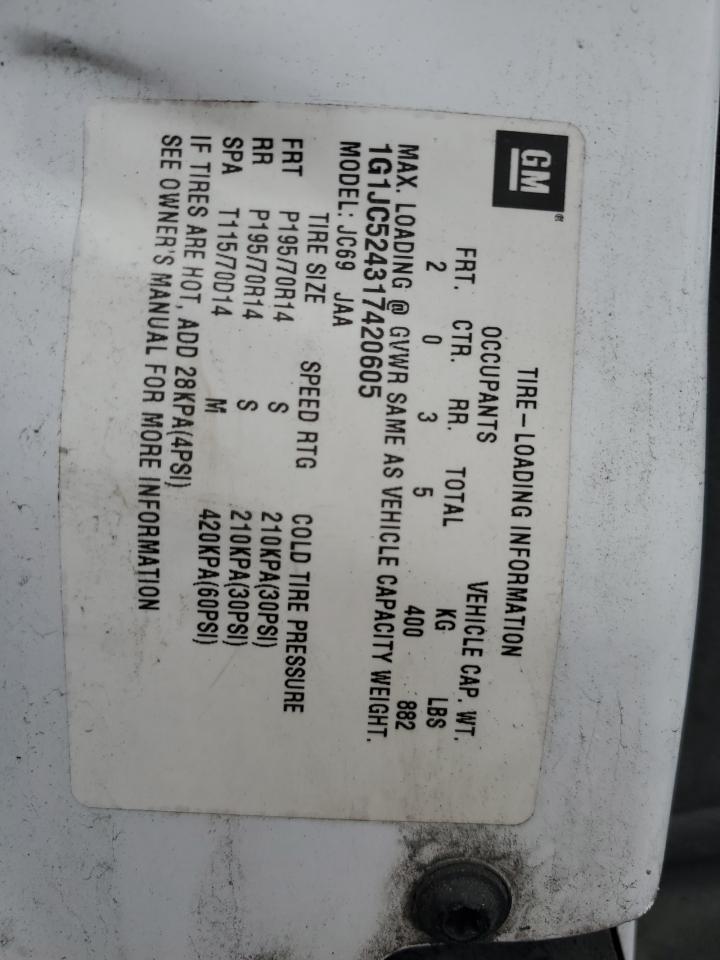 GM
TIRE-LOADING INFORMATION
OCCUPANTS VEHICLE CAP. WT.
FRT. CTR. RR. TOTAL KG LBS
2 0 3 5 400 882
MAX. LOADING @ GVWR SAME AS VEHICLE CAPACITY WEIGHT.
1G1JC524317420605
MODEL: JC69 JAA
TIRE SIZE SPEED RTG COLD TIRE PRESSURE
FRT P195/70R14 S 210KPA(30PSI)
RR P195/70R14 S 210KPA(30PSI)
SPA T115/70D14 M 420KPA(60PSI)
IF TIRES ARE HOT, ADD 28KPA(4PSI)
SEE OWNER'S MANUAL FOR MORE INFORMATION